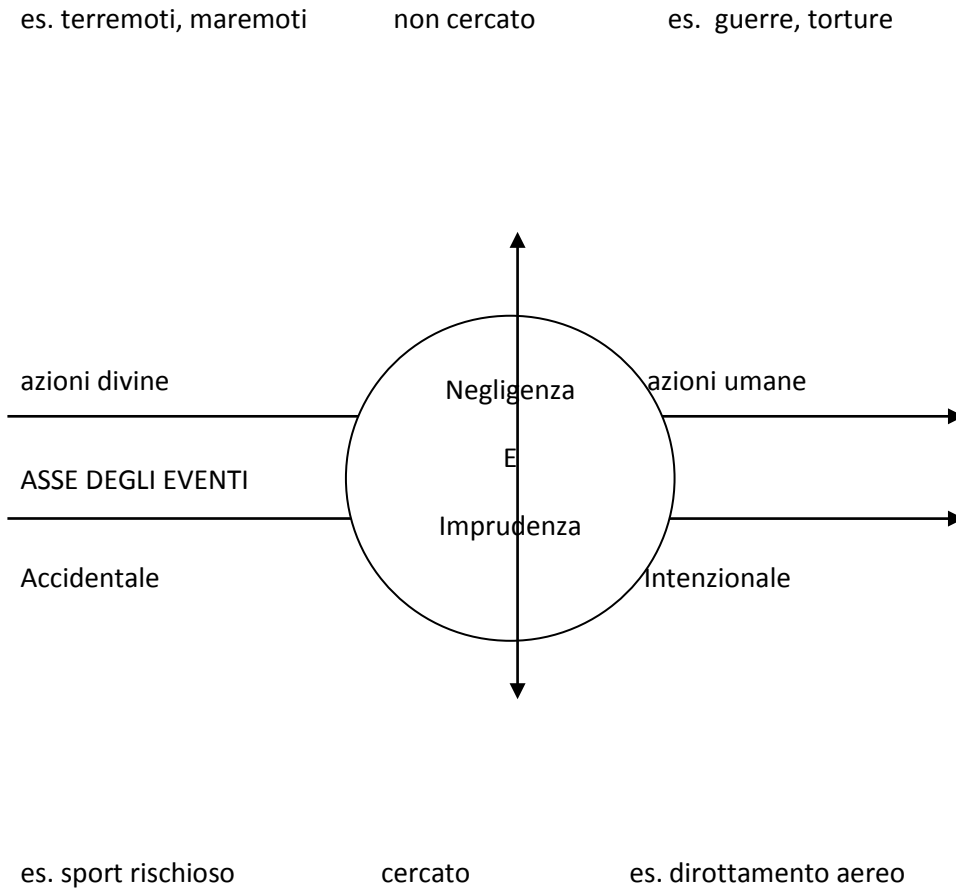 es. terremoti, maremoti non cercato es. guerre, torture
azioni divine Negligenza azioni umane
E
ASSE DEGLI EVENTI
Imprudenza
Accidentale Intenzionale
es. sport rischioso cercato es. dirottamento aereo